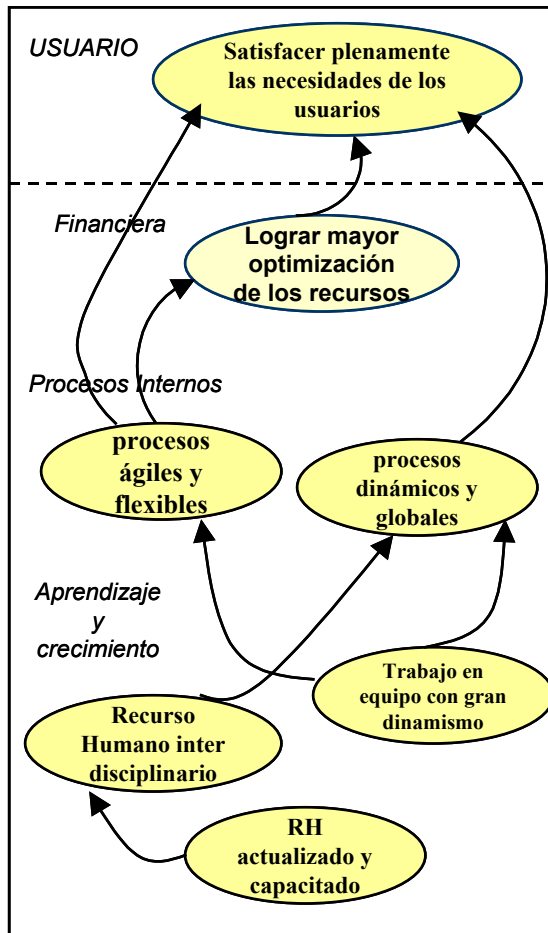 USUARIO
Satisfacer plenamente
las necesidades de los
usuarios
Financiera
Lograr mayor
optimización
de los recursos
Procesos Internos
procesos
ágiles y
flexibles
procesos
dinámicos y
globales
Aprendizaje
y
crecimiento
Trabajo en
equipo con gran
dinamismo
Recurso
Humano inter
disciplinario
RH
actualizado y
capacitado